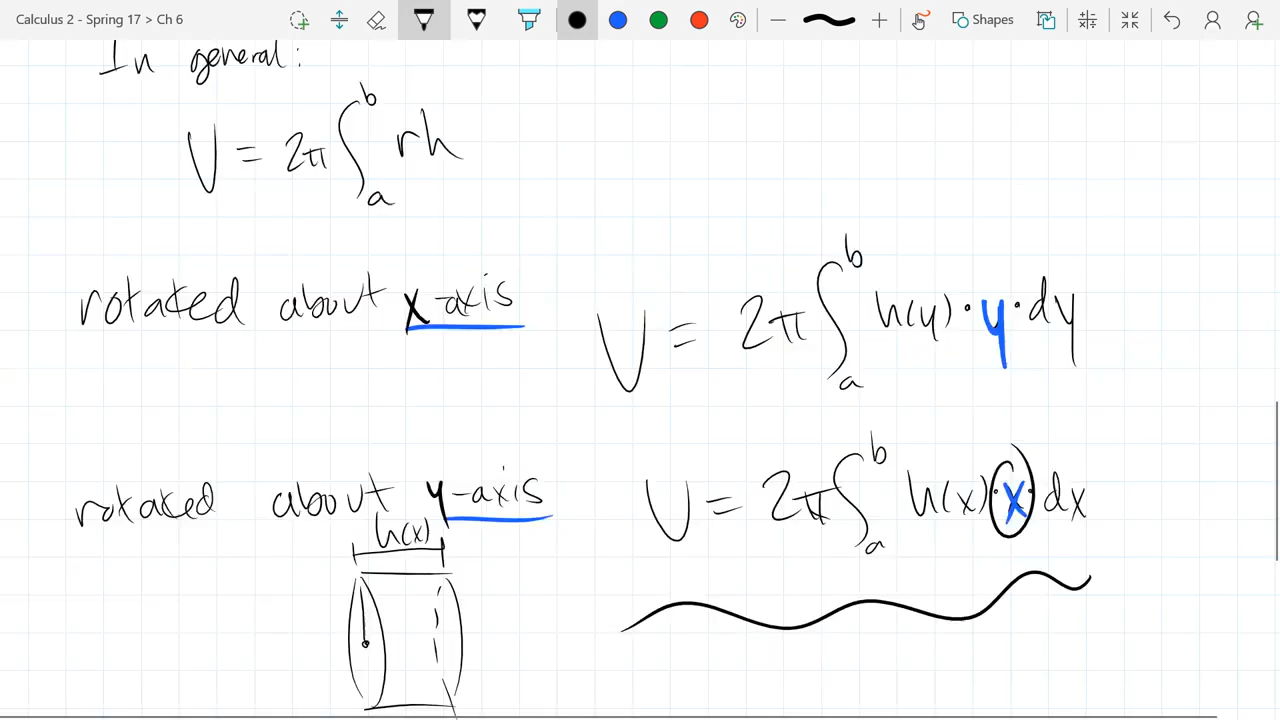 Calculus 2 - Spring 17 > Ch 6
Shapes
In general:
V = 2π ∫_a^b rh
rotated about x-axis
V = 2π ∫_a^b h(y) · y · dy
rotated about y-axis
V = 2π ∫_a^b h(x) · x · dx
h(x)